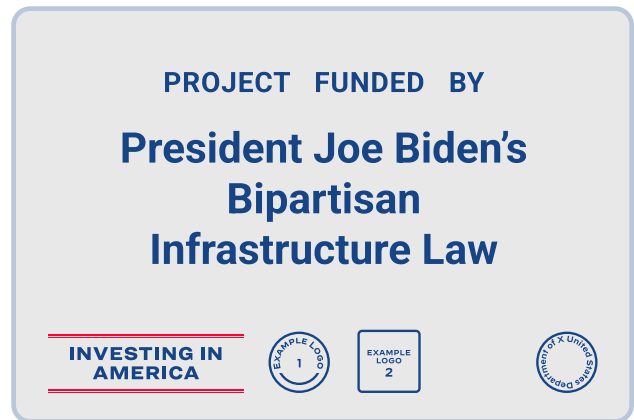 PROJECT FUNDED BY
President Joe Biden’s
Bipartisan
Infrastructure Law
INVESTING IN
AMERICA
EXAMPLE LOGO
1
EXAMPLE
LOGO
2
United States Department of X